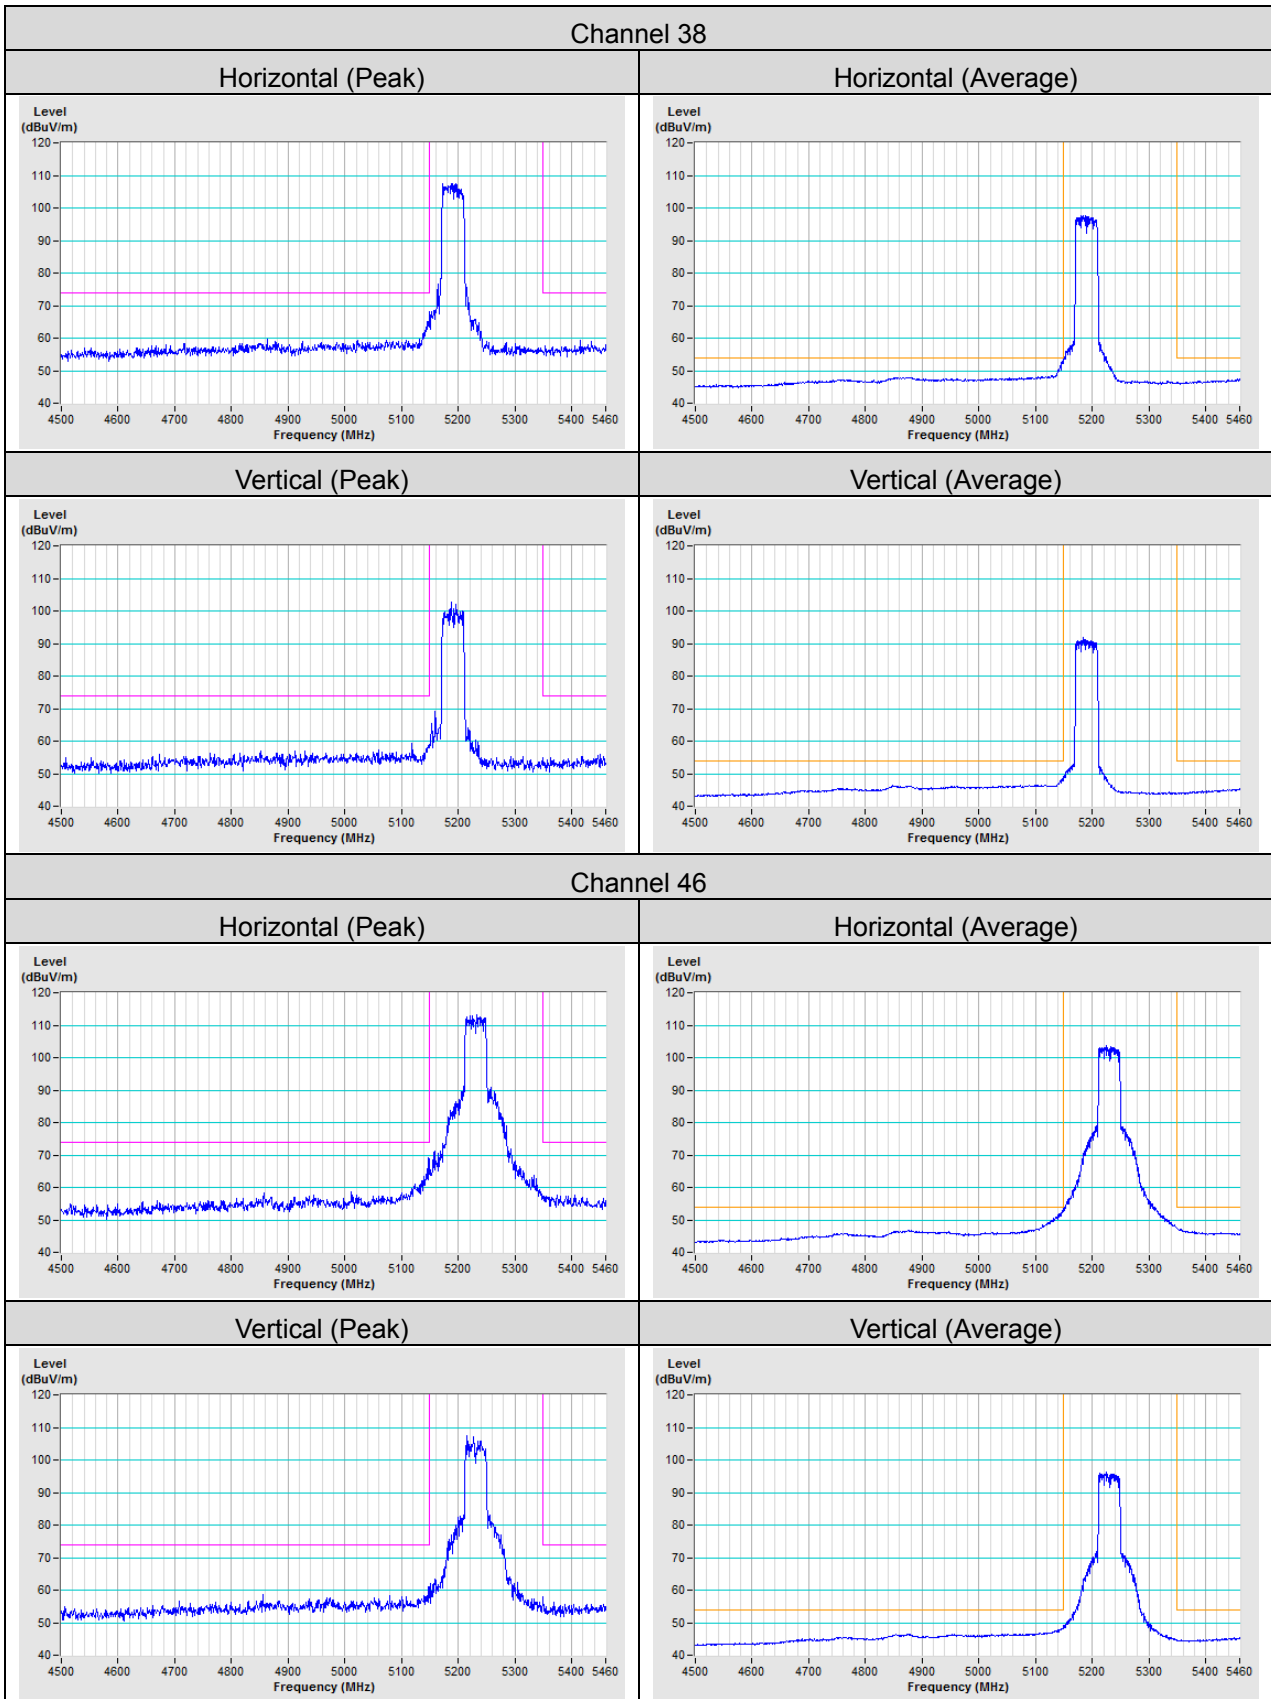 Channel 38
Horizontal (Peak) Horizontal (Average)
Level Level
(dBuV/m) (dBuV/m)
120 120
110 110
100 100
90 90
80 80
70 70
60 60
50 50
40 40
4500 4600 4700 4800 4900 5000 5100 5200 5300 5400 5460 4500 4600 4700 4800 4900 5000 5100 5200 5300 5400 5460
Frequency (MHz) Frequency (MHz)
Vertical (Peak) Vertical (Average)
Level Level
(dBuV/m) (dBuV/m)
120 120
110 110
100 100
90 90
80 80
70 70
60 60
50 50
40 40
4500 4600 4700 4800 4900 5000 5100 5200 5300 5400 5460 4500 4600 4700 4800 4900 5000 5100 5200 5300 5400 5460
Frequency (MHz) Frequency (MHz)
Channel 46
Horizontal (Peak) Horizontal (Average)
Level Level
(dBuV/m) (dBuV/m)
120 120
110 110
100 100
90 90
80 80
70 70
60 60
50 50
40 40
4500 4600 4700 4800 4900 5000 5100 5200 5300 5400 5460 4500 4600 4700 4800 4900 5000 5100 5200 5300 5400 5460
Frequency (MHz) Frequency (MHz)
Vertical (Peak) Vertical (Average)
Level Level
(dBuV/m) (dBuV/m)
120 120
110 110
100 100
90 90
80 80
70 70
60 60
50 50
40 40
4500 4600 4700 4800 4900 5000 5100 5200 5300 5400 5460 4500 4600 4700 4800 4900 5000 5100 5200 5300 5400 5460
Frequency (MHz) Frequency (MHz)